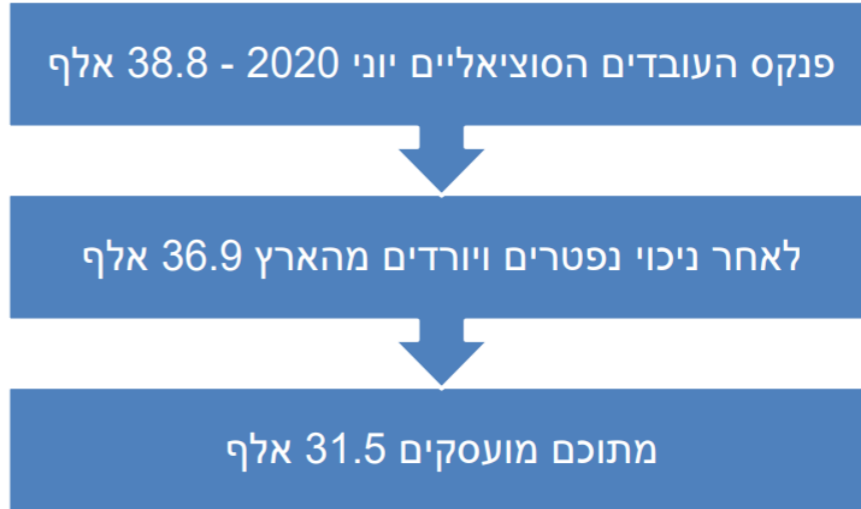 פנקס העובדים הסוציאליים יוני 2020 - 38.8 אלף
לאחר ניכוי נפטרים ויורדים מהארץ 36.9 אלף
מתוכם מועסקים 31.5 אלף